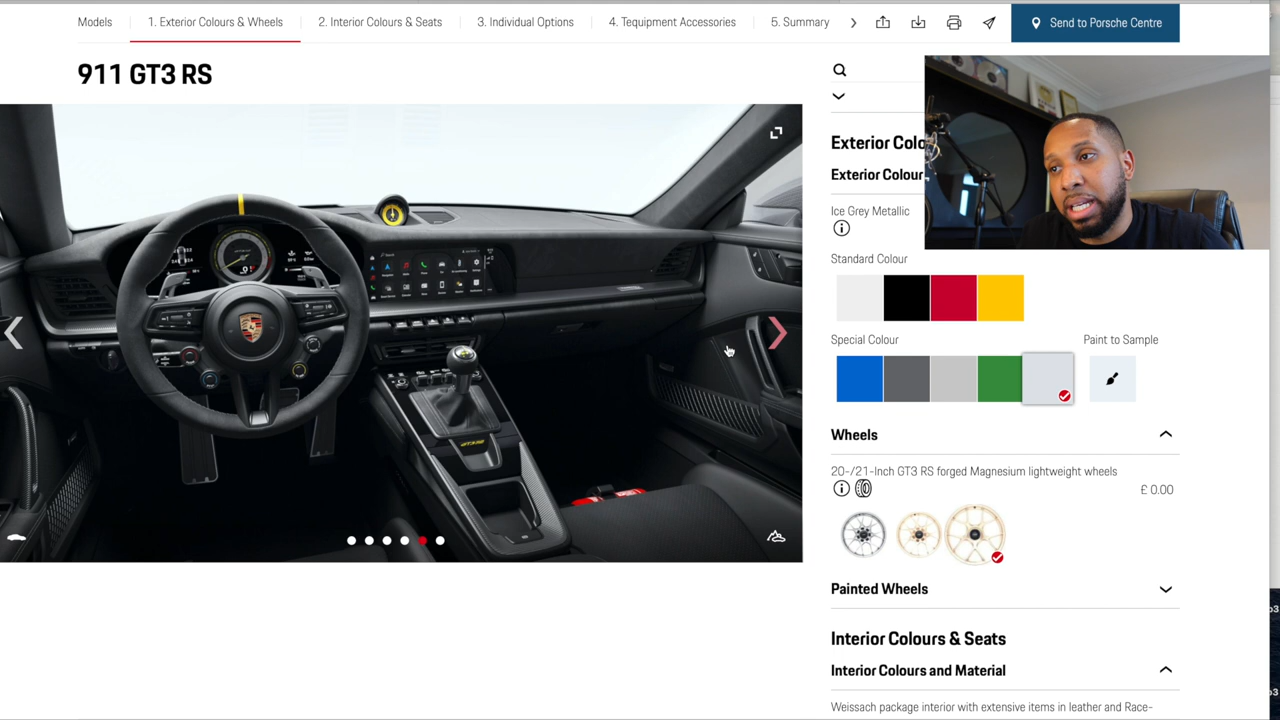 Models
1. Exterior Colours & Wheels
2. Interior Colours & Seats
3. Individual Options
4. Tequipment Accessories
5. Summary
Send to Porsche Centre
911 GT3 RS
Exterior Colo
Exterior Colour
Ice Grey Metallic
Standard Colour
Special Colour
Paint to Sample
Wheels
20-/21-Inch GT3 RS forged Magnesium lightweight wheels
£ 0.00
Painted Wheels
Interior Colours & Seats
Interior Colours and Material
Weissach package interior with extensive items in leather and Race-